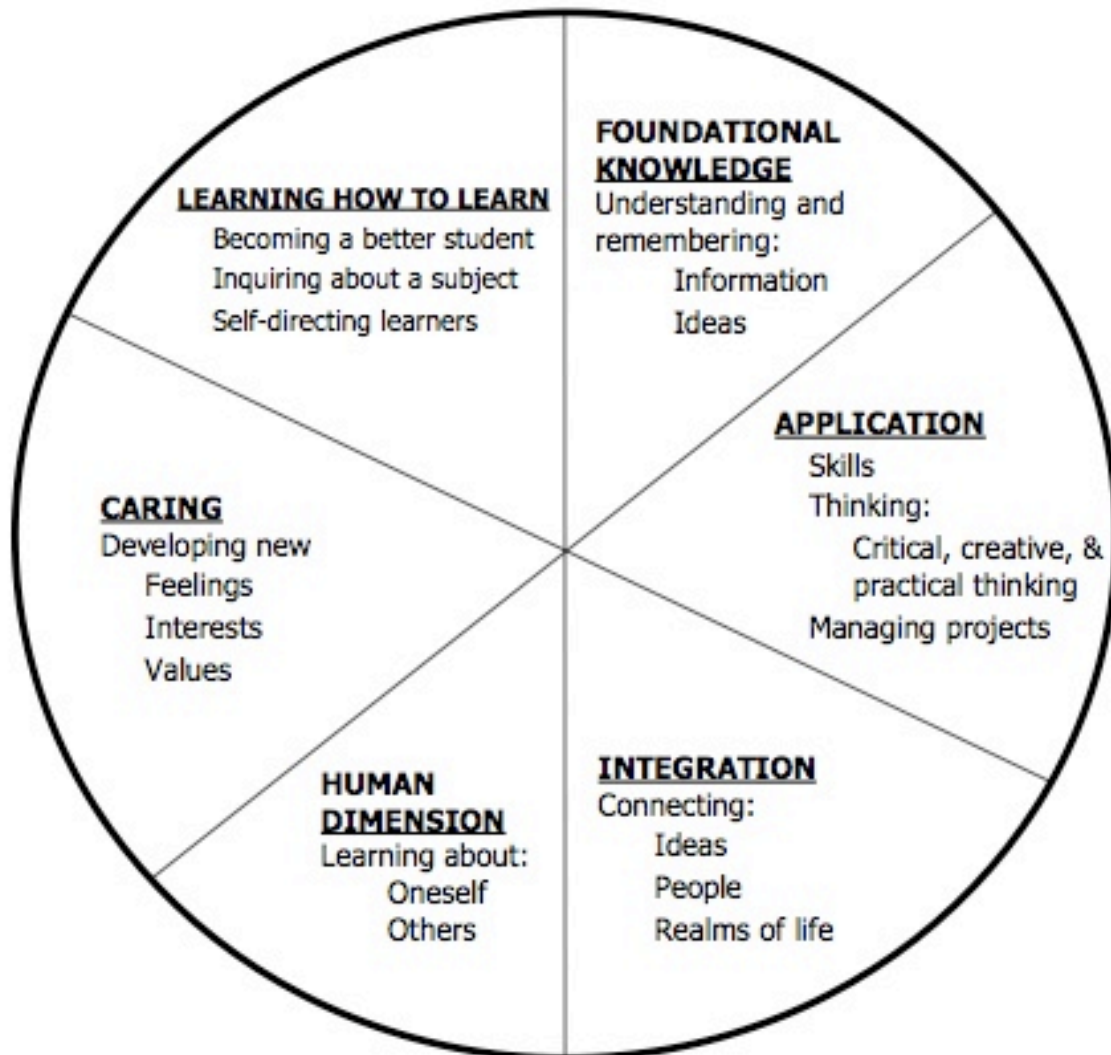 FOUNDATIONAL
KNOWLEDGE
Understanding and
remembering:
Information
Ideas
APPLICATION
Skills
Thinking:
Critical, creative, &
practical thinking
Managing projects
INTEGRATION
Connecting:
Ideas
People
Realms of life
HUMAN
DIMENSION
Learning about:
Oneself
Others
CARING
Developing new
Feelings
Interests
Values
LEARNING HOW TO LEARN
Becoming a better student
Inquiring about a subject
Self-directing learners